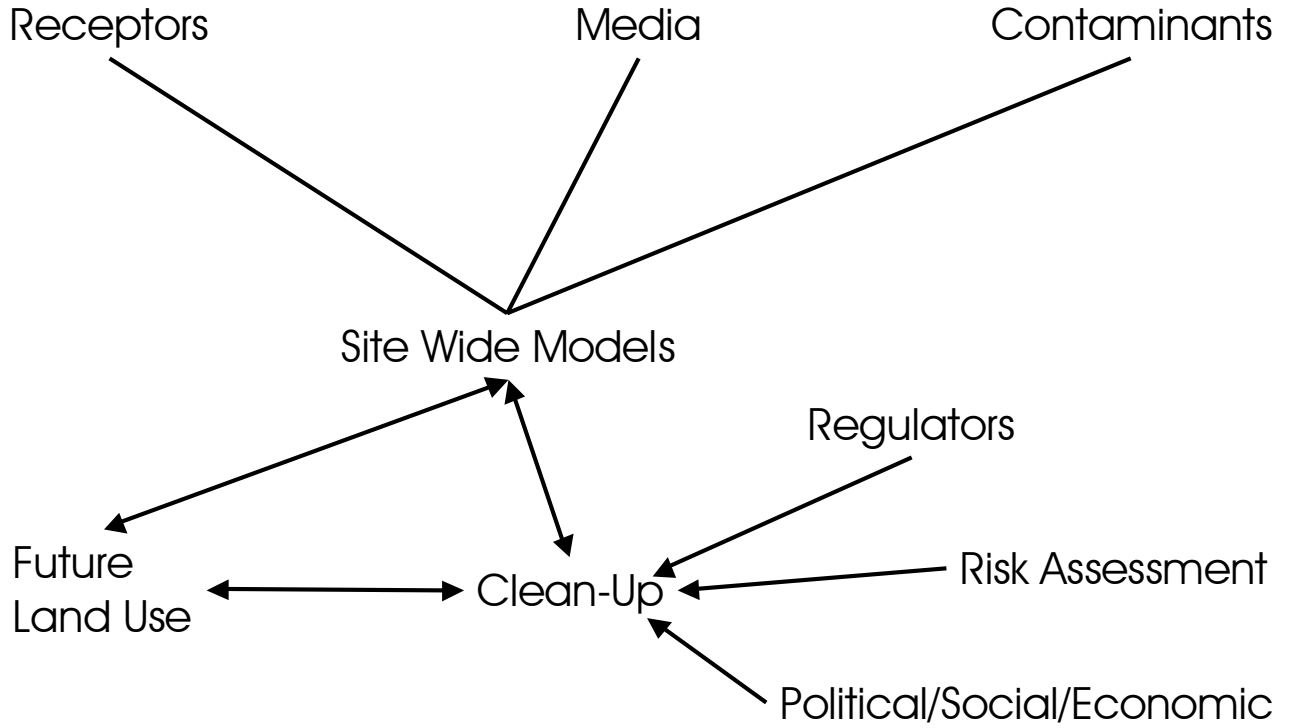 Receptors
Media
Contaminants
Site Wide Models
Regulators
Future
Land Use
Clean-Up
Risk Assessment
Political/Social/Economic